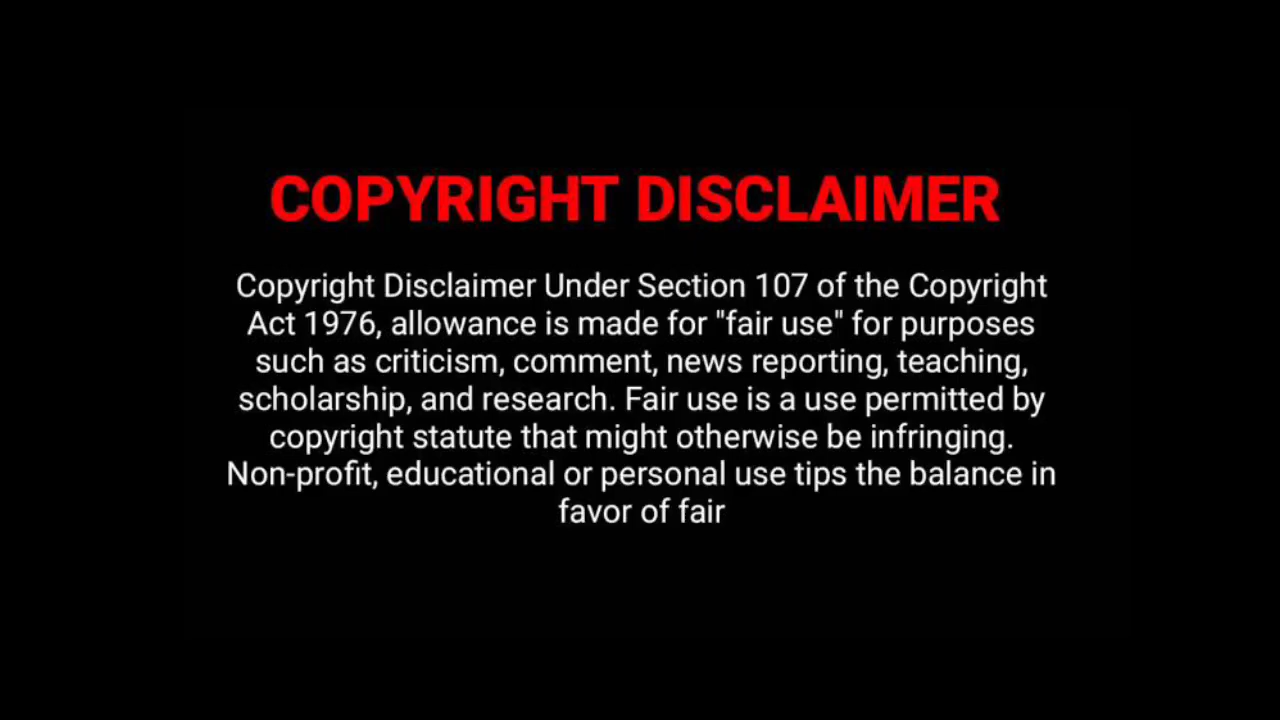 COPYRIGHT DISCLAIMER
Copyright Disclaimer Under Section 107 of the Copyright
Act 1976, allowance is made for "fair use" for purposes
such as criticism, comment, news reporting, teaching,
scholarship, and research. Fair use is a use permitted by
copyright statute that might otherwise be infringing.
Non-profit, educational or personal use tips the balance in
favor of fair